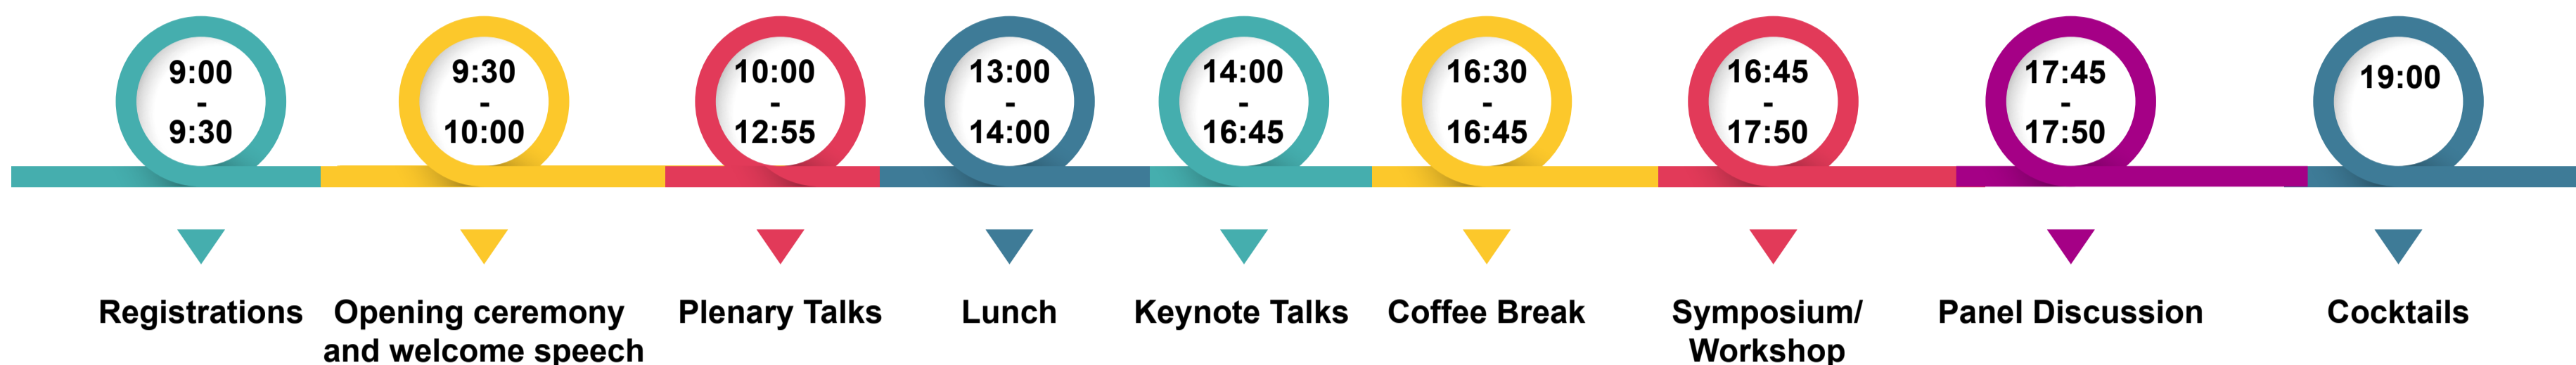 9:00
-
9:30
9:30
-
10:00
10:00
-
12:55
13:00
-
14:00
14:00
-
16:45
16:30
-
16:45
16:45
-
17:50
17:45
-
17:50
19:00
Registrations
Opening ceremony
and welcome speech
Plenary Talks
Lunch
Keynote Talks
Coffee Break
Symposium/
Workshop
Panel Discussion
Cocktails